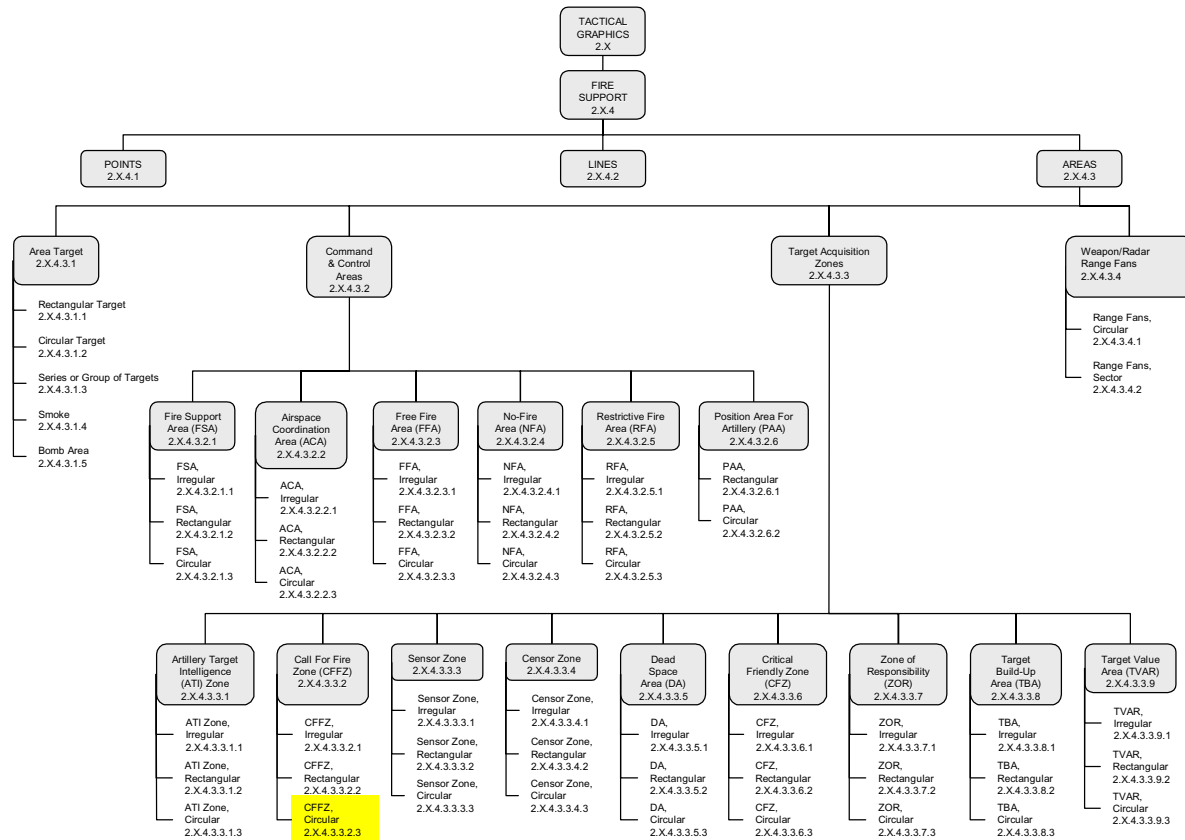 TACTICAL
GRAPHICS
2.X
FIRE
SUPPORT
2.X.4
POINTS
2.X.4.1
LINES
2.X.4.2
AREAS
2.X.4.3
Area Target
2.X.4.3.1
Rectangular Target
2.X.4.3.1.1
Circular Target
2.X.4.3.1.2
Series or Group of Targets
2.X.4.3.1.3
Smoke
2.X.4.3.1.4
Bomb Area
2.X.4.3.1.5
Command
& Control
Areas
2.X.4.3.2
Target Acquisition
Zones
2.X.4.3.3
Weapon/Radar
Range Fans
2.X.4.3.4
Range Fans,
Circular
2.X.4.3.4.1
Range Fans,
Sector
2.X.4.3.4.2
Fire Support
Area (FSA)
2.X.4.3.2.1
FSA,
Irregular
2.X.4.3.2.1.1
FSA,
Rectangular
2.X.4.3.2.1.2
FSA,
Circular
2.X.4.3.2.1.3
Airspace
Coordination
Area (ACA)
2.X.4.3.2.2
ACA,
Irregular
2.X.4.3.2.2.1
ACA,
Rectangular
2.X.4.3.2.2.2
ACA,
Circular
2.X.4.3.2.2.3
Free Fire
Area (FFA)
2.X.4.3.2.3
FFA,
Irregular
2.X.4.3.2.3.1
FFA,
Rectangular
2.X.4.3.2.3.2
FFA,
Circular
2.X.4.3.2.3.3
No-Fire
Area (NFA)
2.X.4.3.2.4
NFA,
Irregular
2.X.4.3.2.4.1
NFA,
Rectangular
2.X.4.3.2.4.2
NFA,
Circular
2.X.4.3.2.4.3
Restrictive Fire
Area (RFA)
2.X.4.3.2.5
RFA,
Irregular
2.X.4.3.2.5.1
RFA,
Rectangular
2.X.4.3.2.5.2
RFA,
Circular
2.X.4.3.2.5.3
Position Area For
Artillery (PAA)
2.X.4.3.2.6
PAA,
Rectangular
2.X.4.3.2.6.1
PAA,
Circular
2.X.4.3.2.6.2
Artillery Target
Intelligence
(ATI) Zone
2.X.4.3.3.1
ATI Zone,
Irregular
2.X.4.3.3.1.1
ATI Zone,
Rectangular
2.X.4.3.3.1.2
ATI Zone,
Circular
2.X.4.3.3.1.3
Call For Fire
Zone (CFFZ)
2.X.4.3.3.2
CFFZ,
Irregular
2.X.4.3.3.2.1
CFFZ,
Rectangular
2.X.4.3.3.2.2
CFFZ,
Circular
2.X.4.3.3.2.3
Sensor Zone
2.X.4.3.3.3
Sensor Zone,
Irregular
2.X.4.3.3.3.1
Sensor Zone,
Rectangular
2.X.4.3.3.3.2
Sensor Zone,
Circular
2.X.4.3.3.3.3
Censor Zone
2.X.4.3.3.4
Censor Zone,
Irregular
2.X.4.3.3.4.1
Censor Zone,
Rectangular
2.X.4.3.3.4.2
Censor Zone,
Circular
2.X.4.3.3.4.3
Dead
Space
Area (DA)
2.X.4.3.3.5
DA,
Irregular
2.X.4.3.3.5.1
DA,
Rectangular
2.X.4.3.3.5.2
DA,
Circular
2.X.4.3.3.5.3
Critical
Friendly Zone
(CFZ)
2.X.4.3.3.6
CFZ,
Irregular
2.X.4.3.3.6.1
CFZ,
Rectangular
2.X.4.3.3.6.2
CFZ,
Circular
2.X.4.3.3.6.3
Zone of
Responsibility
(ZOR)
2.X.4.3.3.7
ZOR,
Irregular
2.X.4.3.3.7.1
ZOR,
Rectangular
2.X.4.3.3.7.2
ZOR,
Circular
2.X.4.3.3.7.3
Target
Build-Up
Area (TBA)
2.X.4.3.3.8
TBA,
Irregular
2.X.4.3.3.8.1
TBA,
Rectangular
2.X.4.3.3.8.2
TBA,
Circular
2.X.4.3.3.8.3
Target Value
Area (TVAR)
2.X.4.3.3.9
TVAR,
Irregular
2.X.4.3.3.9.1
TVAR,
Rectangular
2.X.4.3.3.9.2
TVAR,
Circular
2.X.4.3.3.9.3